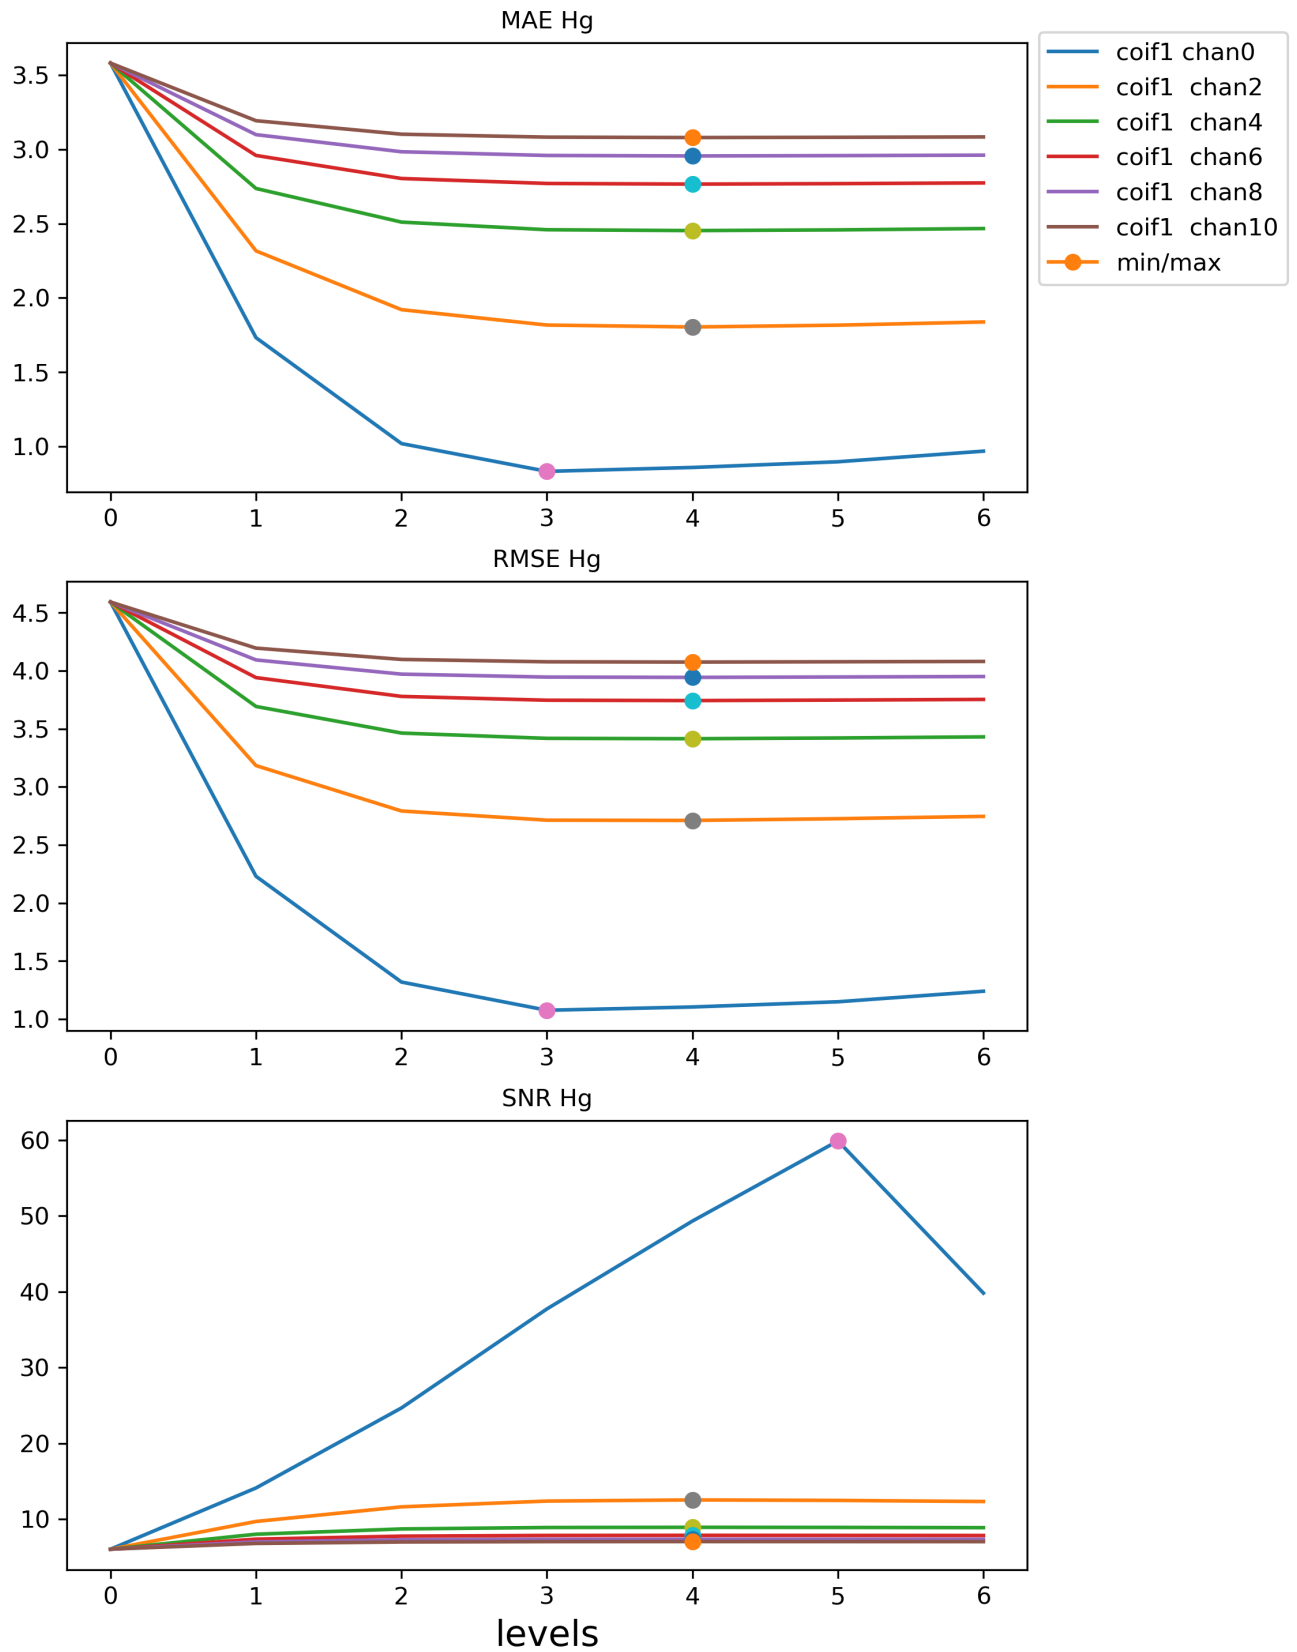 MAE Hg
3.5
3.0
2.5
2.0
1.5
1.0
0 1 2 3 4 5 6
coif1 chan0
coif1  chan2
coif1  chan4
coif1  chan6
coif1  chan8
coif1  chan10
min/max
RMSE Hg
4.5
4.0
3.5
3.0
2.5
2.0
1.5
1.0
0 1 2 3 4 5 6
SNR Hg
60
50
40
30
20
10
0 1 2 3 4 5 6
levels